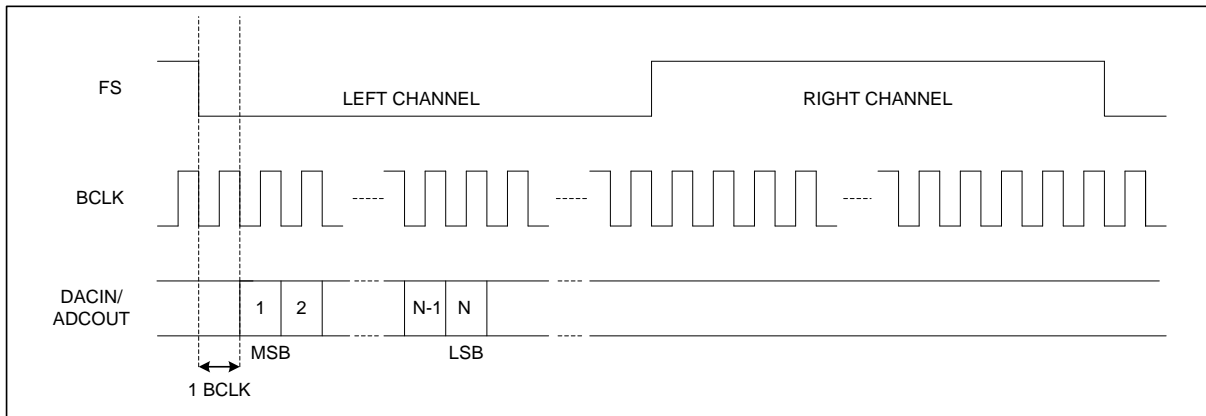 FS
LEFT CHANNEL
RIGHT CHANNEL
BCLK
DACIN/
ADCOUT
1
2
N-1
N
MSB
LSB
1 BCLK